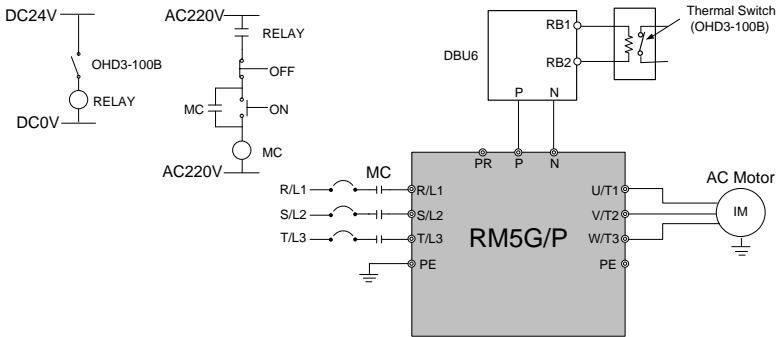 DC24V
OHD3-100B
RELAY
DC0V
AC220V
RELAY
OFF
MC
ON
MC
AC220V
DBU6
RB1
RB2
P N
Thermal Switch
(OHD3-100B)
PR P N
MC
R/L1 R/L1
S/L2 S/L2
T/L3 T/L3
PE
RM5G/P
U/T1
V/T2
W/T3
PE
AC Motor
IM